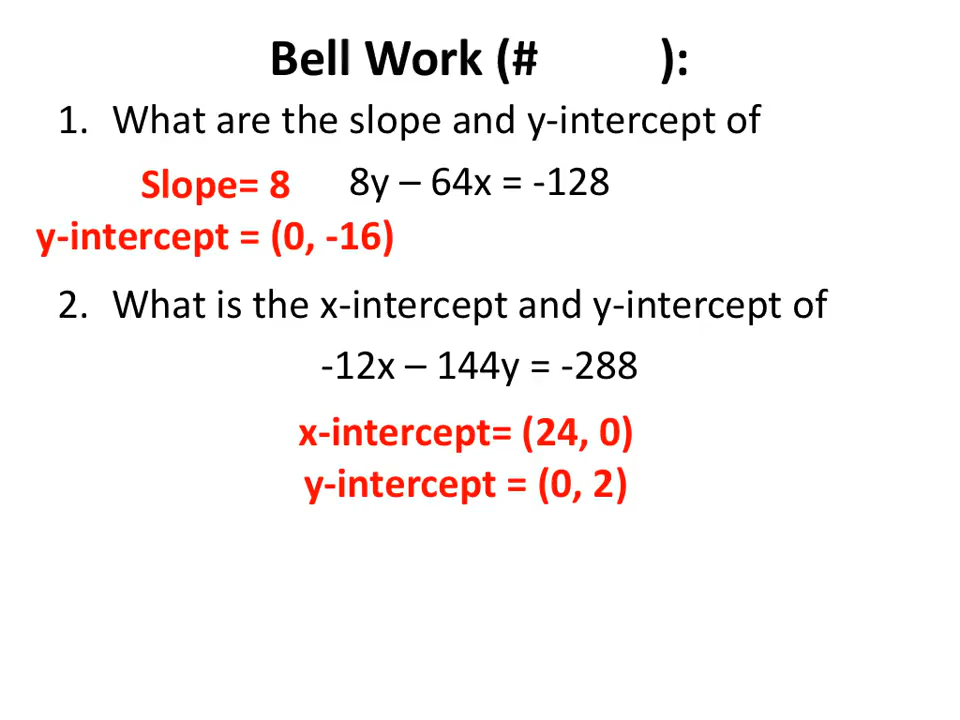 Bell Work (# ):
1. What are the slope and y-intercept of
Slope= 8 8y – 64x = -128
y-intercept = (0, -16)
2. What is the x-intercept and y-intercept of
-12x – 144y = -288
x-intercept= (24, 0)
y-intercept = (0, 2)